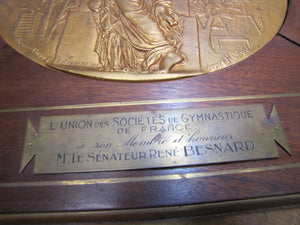 L'UNION DES SOCIÉTÉS DE GYMNASTIQUE
DE FRANCE
à son Membre d'honneur
M. LE SÉNATEUR RENÉ BESNARD